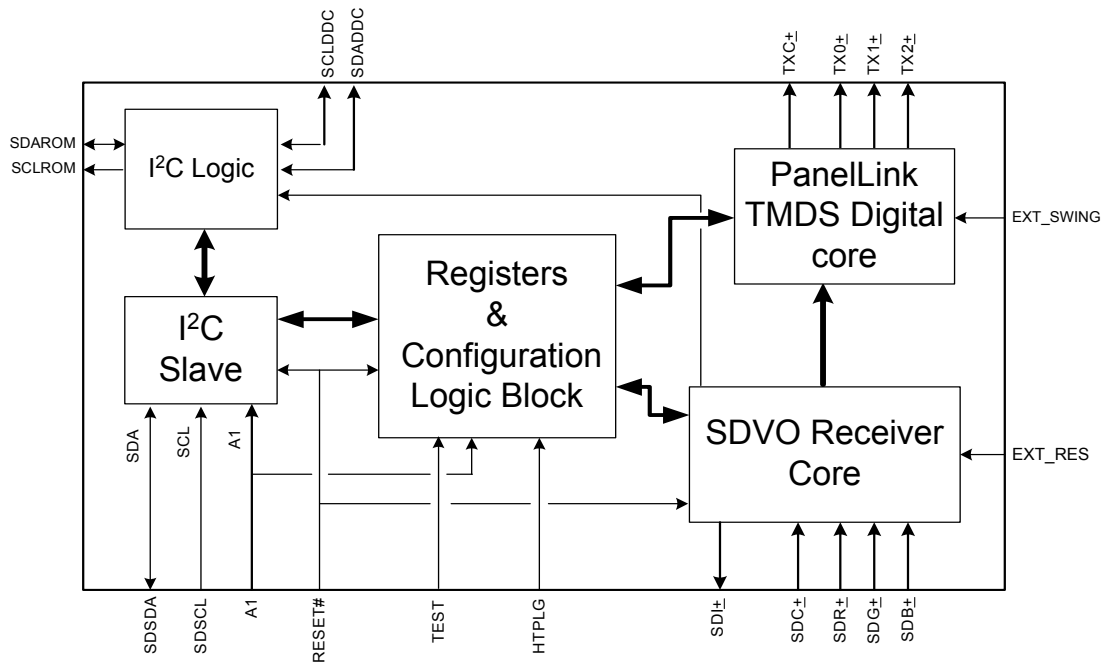 SCLDDC
SDADDC
TXC±
TX0±
TX1±
TX2±
SDAROM
SCLROM
I²C Logic
PanelLink
TMDS Digital
core
EXT_SWING
Registers
&
Configuration
Logic Block
I²C
Slave
SDVO Receiver
Core
EXT_RES
SDA
SCL
A1
SDSDA
SDSCL
A1
RESET#
TEST
HTPLG
SDI±
SDC±
SDR±
SDG±
SDB±